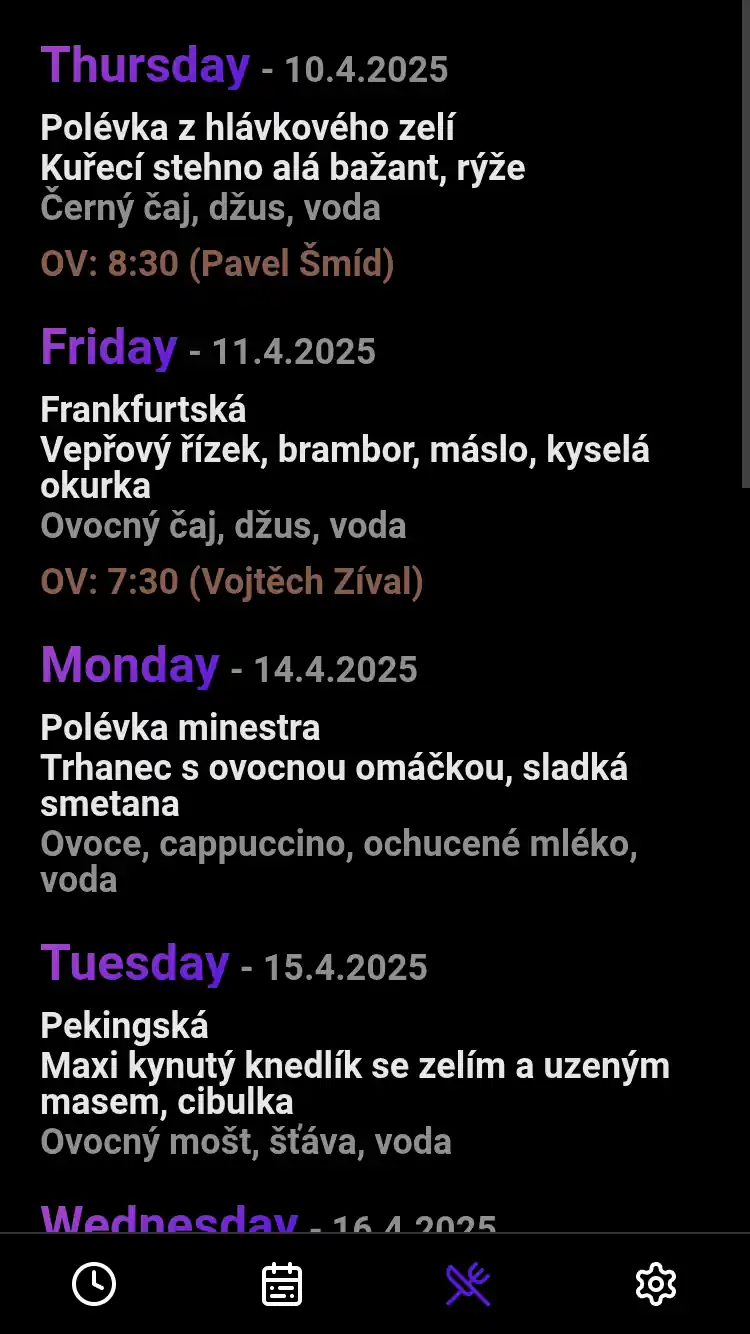 Thursday - 10.4.2025
Polévka z hlávkového zelí
Kuřecí stehno alá bažant, rýže
Černý čaj, džus, voda
OV: 8:30 (Pavel Šmíd)
Friday - 11.4.2025
Frankfurtská
Vepřový řízek, brambor, máslo, kyselá
okurka
Ovocný čaj, džus, voda
OV: 7:30 (Vojtěch Zíval)
Monday - 14.4.2025
Polévka minestra
Trhanec s ovocnou omáčkou, sladká
smetana
Ovoce, cappuccino, ochucené mléko,
voda
Tuesday - 15.4.2025
Pekingská
Maxi kynutý knedlík se zelím a uzeným
masem, cibulka
Ovocný mošt, šťáva, voda
Wednesday - 16.4.2025